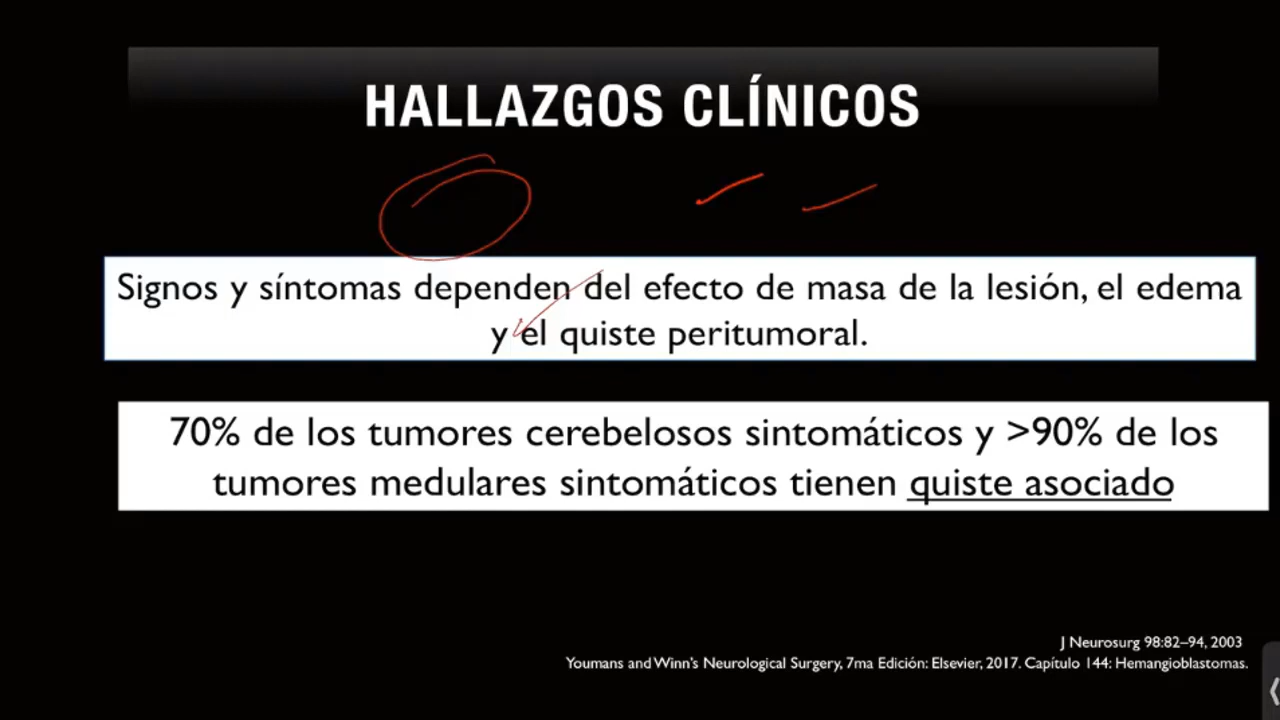 HALLAZGOS CLÍNICOS
Signos y síntomas dependen del efecto de masa de la lesión, el edema
y el quiste peritumoral.
70% de los tumores cerebelosos sintomáticos y >90% de los
tumores medulares sintomáticos tienen quiste asociado
J Neurosurg 98:82–94, 2003
Youmans and Winn's Neurological Surgery, 7ma Edición: Elsevier, 2017. Capítulo 144: Hemangioblastomas.